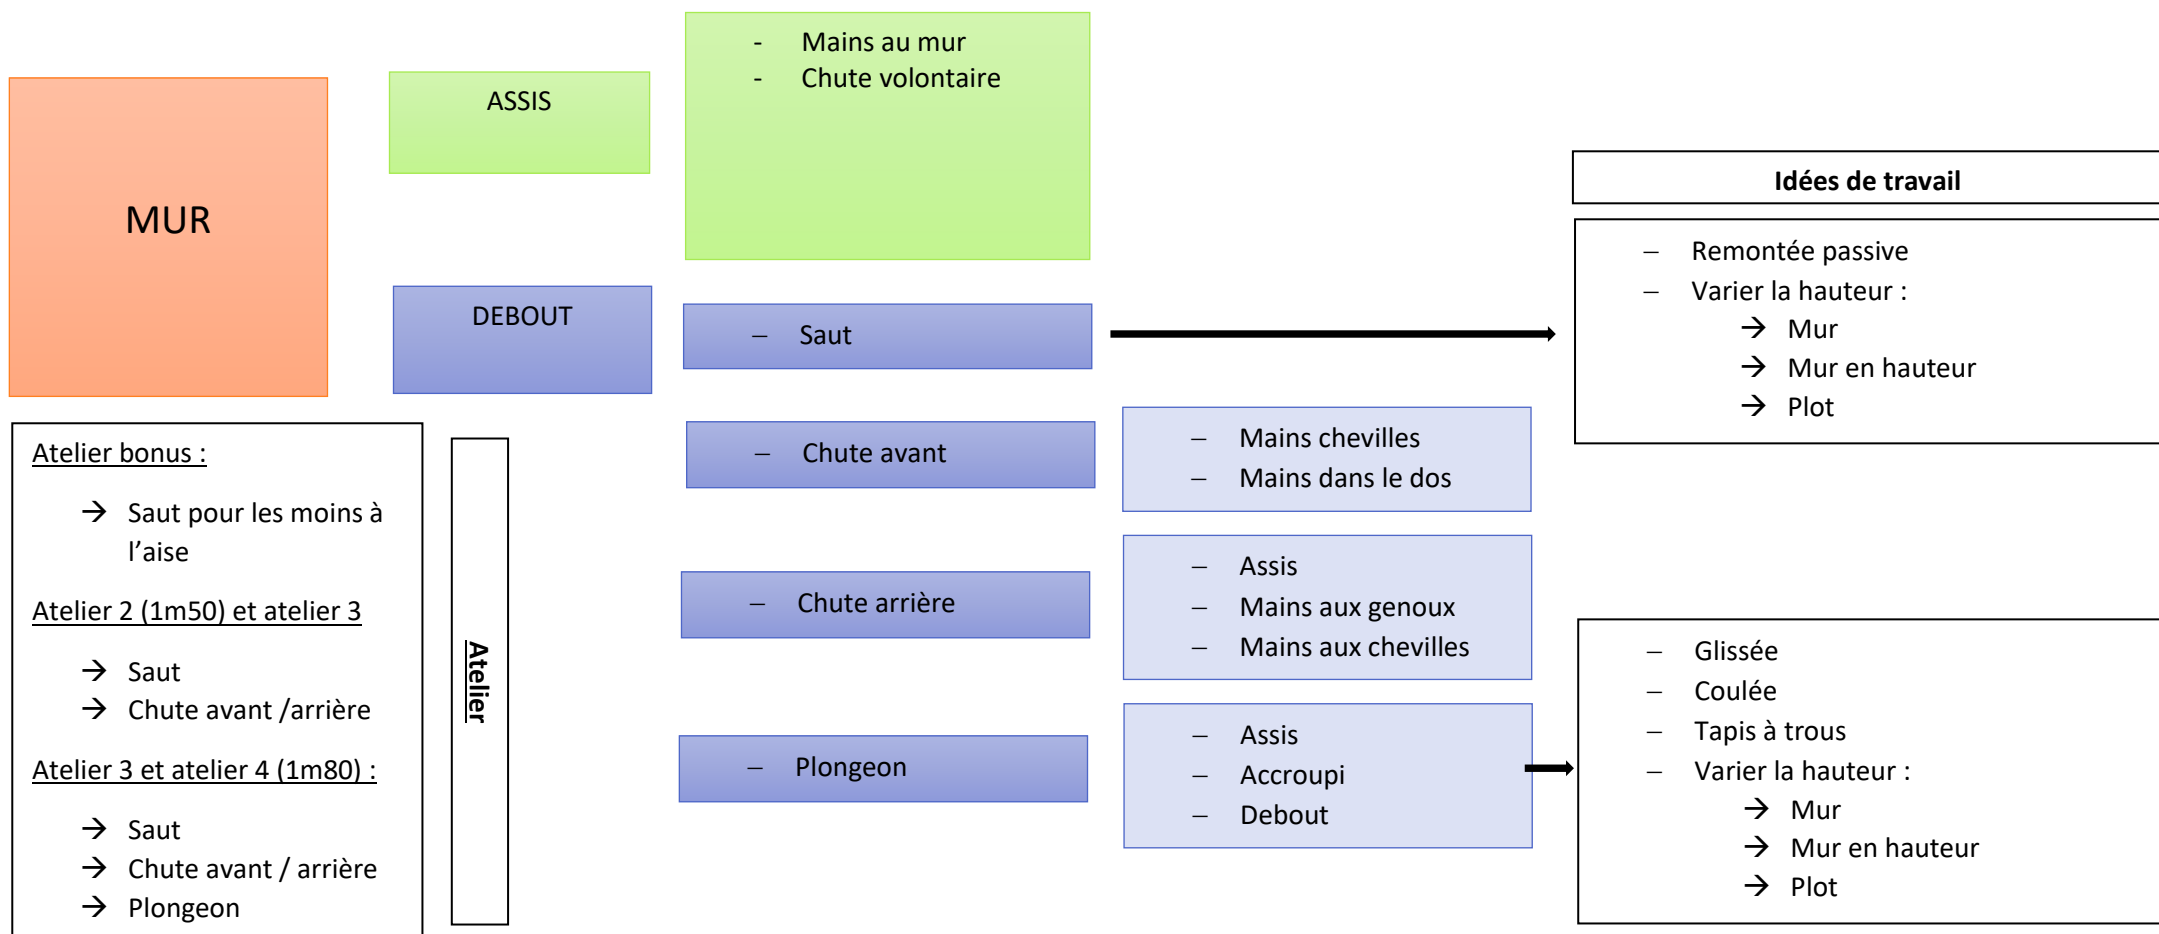 MUR
ASSIS
- Mains au mur
- Chute volontaire
DEBOUT
– Saut
– Chute avant
– Mains chevilles
– Mains dans le dos
– Chute arrière
– Assis
– Mains aux genoux
– Mains aux chevilles
– Plongeon
– Assis
– Accroupi
– Debout
Idées de travail
– Remontée passive
– Varier la hauteur :
→ Mur
→ Mur en hauteur
→ Plot
– Glissée
– Coulée
– Tapis à trous
– Varier la hauteur :
→ Mur
→ Mur en hauteur
→ Plot
Atelier bonus :
→ Saut pour les moins à
l’aise
Atelier 2 (1m50) et atelier 3
→ Saut
→ Chute avant /arrière
Atelier 3 et atelier 4 (1m80) :
→ Saut
→ Chute avant / arrière
→ Plongeon
Atelier